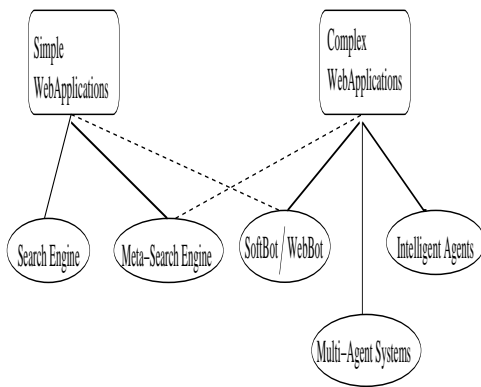 Simple
WebApplications
Complex
WebApplications
Search Engine
Meta-Search Engine
SoftBot / WebBot
Intelligent Agents
Multi-Agent Systems